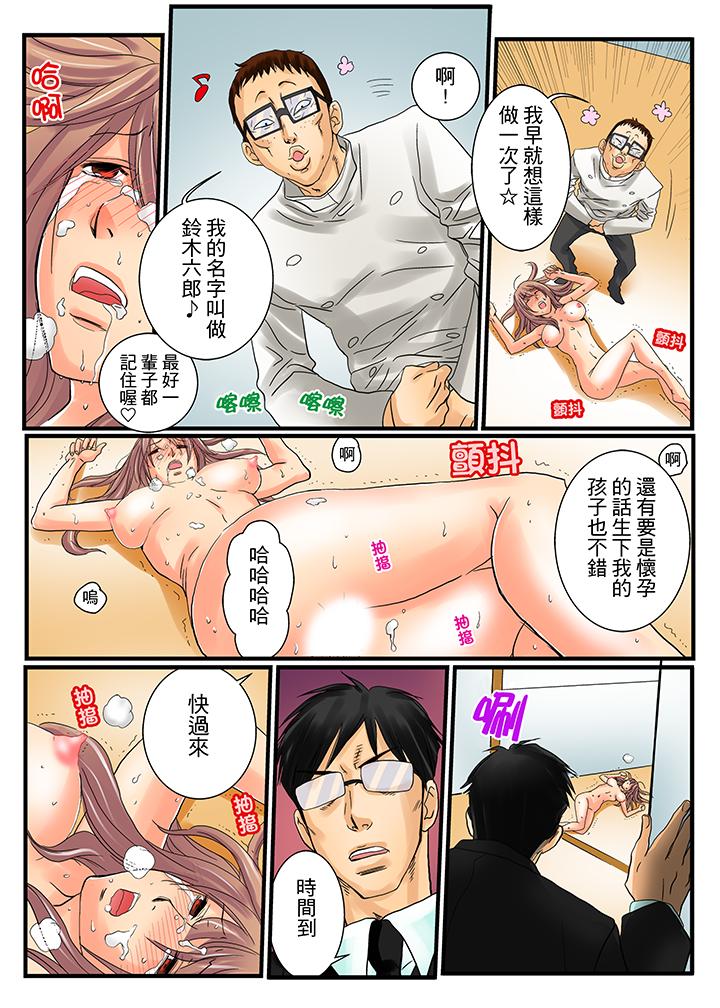 我早就想這樣
做一次了☆
顫抖
顫抖
啊！
我的名字叫做
鈴木六郎♪
最好一
輩子都
記住喔♡
喀嚓
喀嚓
哈啊
啊
還有要是懷孕
的話生下我的
孩子也不錯
顫抖
啊
抽搐
抽搐
哈哈哈哈
嗚
唰
時間到
快過來
抽搐
抽搐